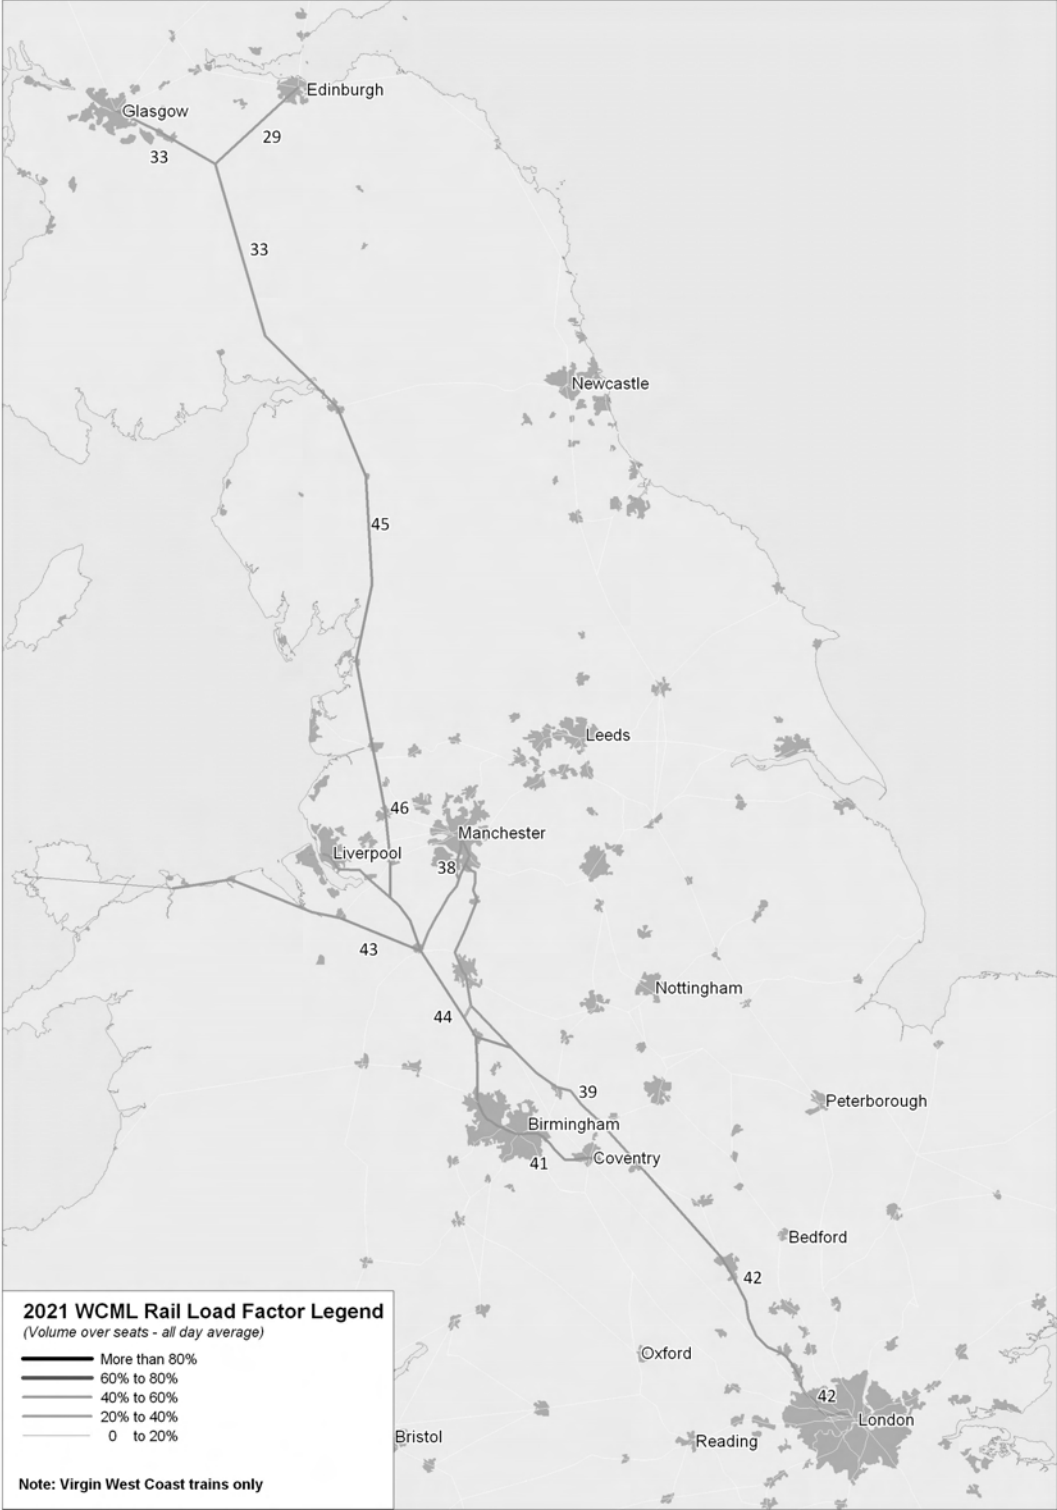 Edinburgh
Glasgow
29
33
33
Newcastle
45
Leeds
46
Manchester
Liverpool
38
43
Nottingham
44
39
Peterborough
Birmingham
41
Coventry
Bedford
42
2021 WCML Rail Load Factor Legend
(Volume over seats - all day average)
More than 80%
60% to 80%
40% to 60%
20% to 40%
0 to 20%
Note: Virgin West Coast trains only
Oxford
42
London
Bristol
Reading